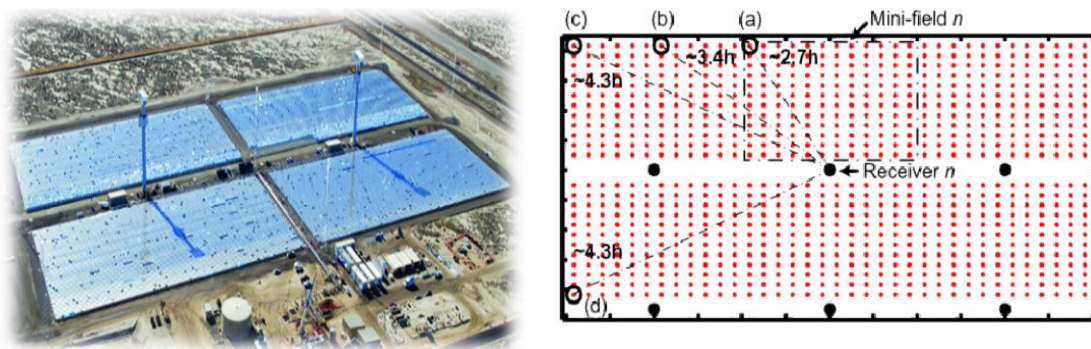 (c) (b) (a) Mini-field n
~3.4h ~2.7h
~4.3h
Receiver n
~4.3h
(d)